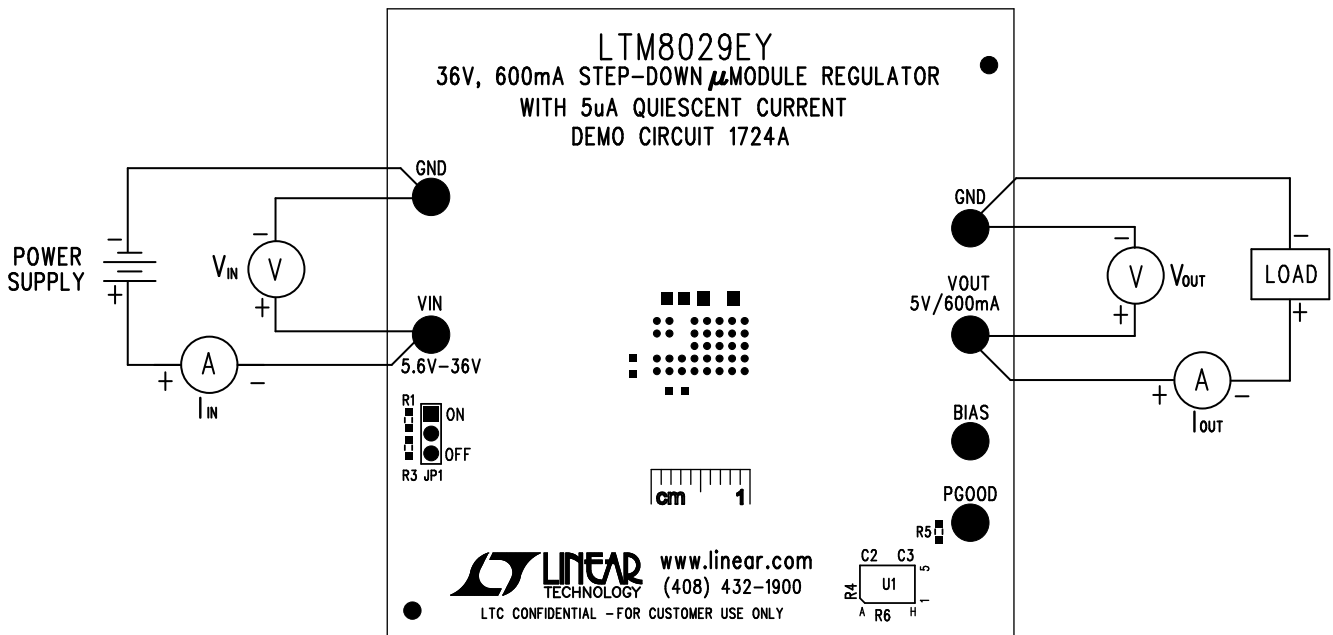 LTM8029EY
36V, 600mA STEP-DOWN µMODULE REGULATOR
WITH 5uA QUIESCENT CURRENT
DEMO CIRCUIT 1724A
GND
GND
POWER
SUPPLY
-
+
VIN
-
V
+
VIN
5.6V-36V
+
A
-
IIN
VOUT
5V/600mA
-
V
+
VOUT
-
LOAD
+
+
A
-
IOUT
R1
ON
OFF
R3 JP1
BIAS
PGOOD
R5
cm 1
LINEAR
TECHNOLOGY
www.linear.com
(408) 432-1900
LTC CONFIDENTIAL -FOR CUSTOMER USE ONLY
C2 C3
5
R4
U1
1
A
R6
H